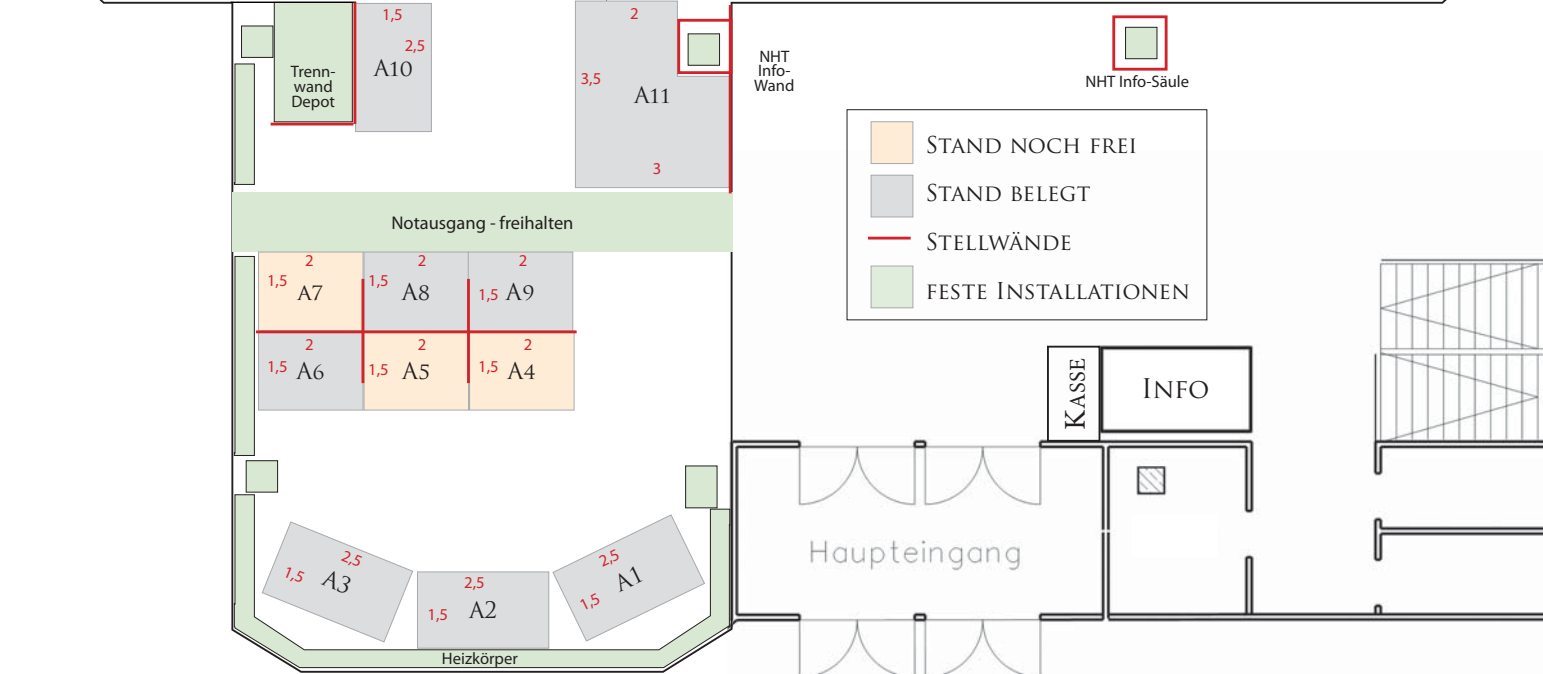 1,5
2,5
A10
Trenn-
wand
Depot
2
3,5
A11
3
NHT
Info-
Wand
NHT Info-Säule
Stand noch frei
Stand belegt
Stellwände
feste Installationen
Notausgang - freihalten
2
1,5
A7
2
1,5
A8
2
1,5
A9
2
1,5
A6
2
1,5
A5
2
1,5
A4
Kasse
Info
Haupteingang
2,5
1,5
A3
2,5
1,5
A2
2,5
1,5
A1
Heizkörper